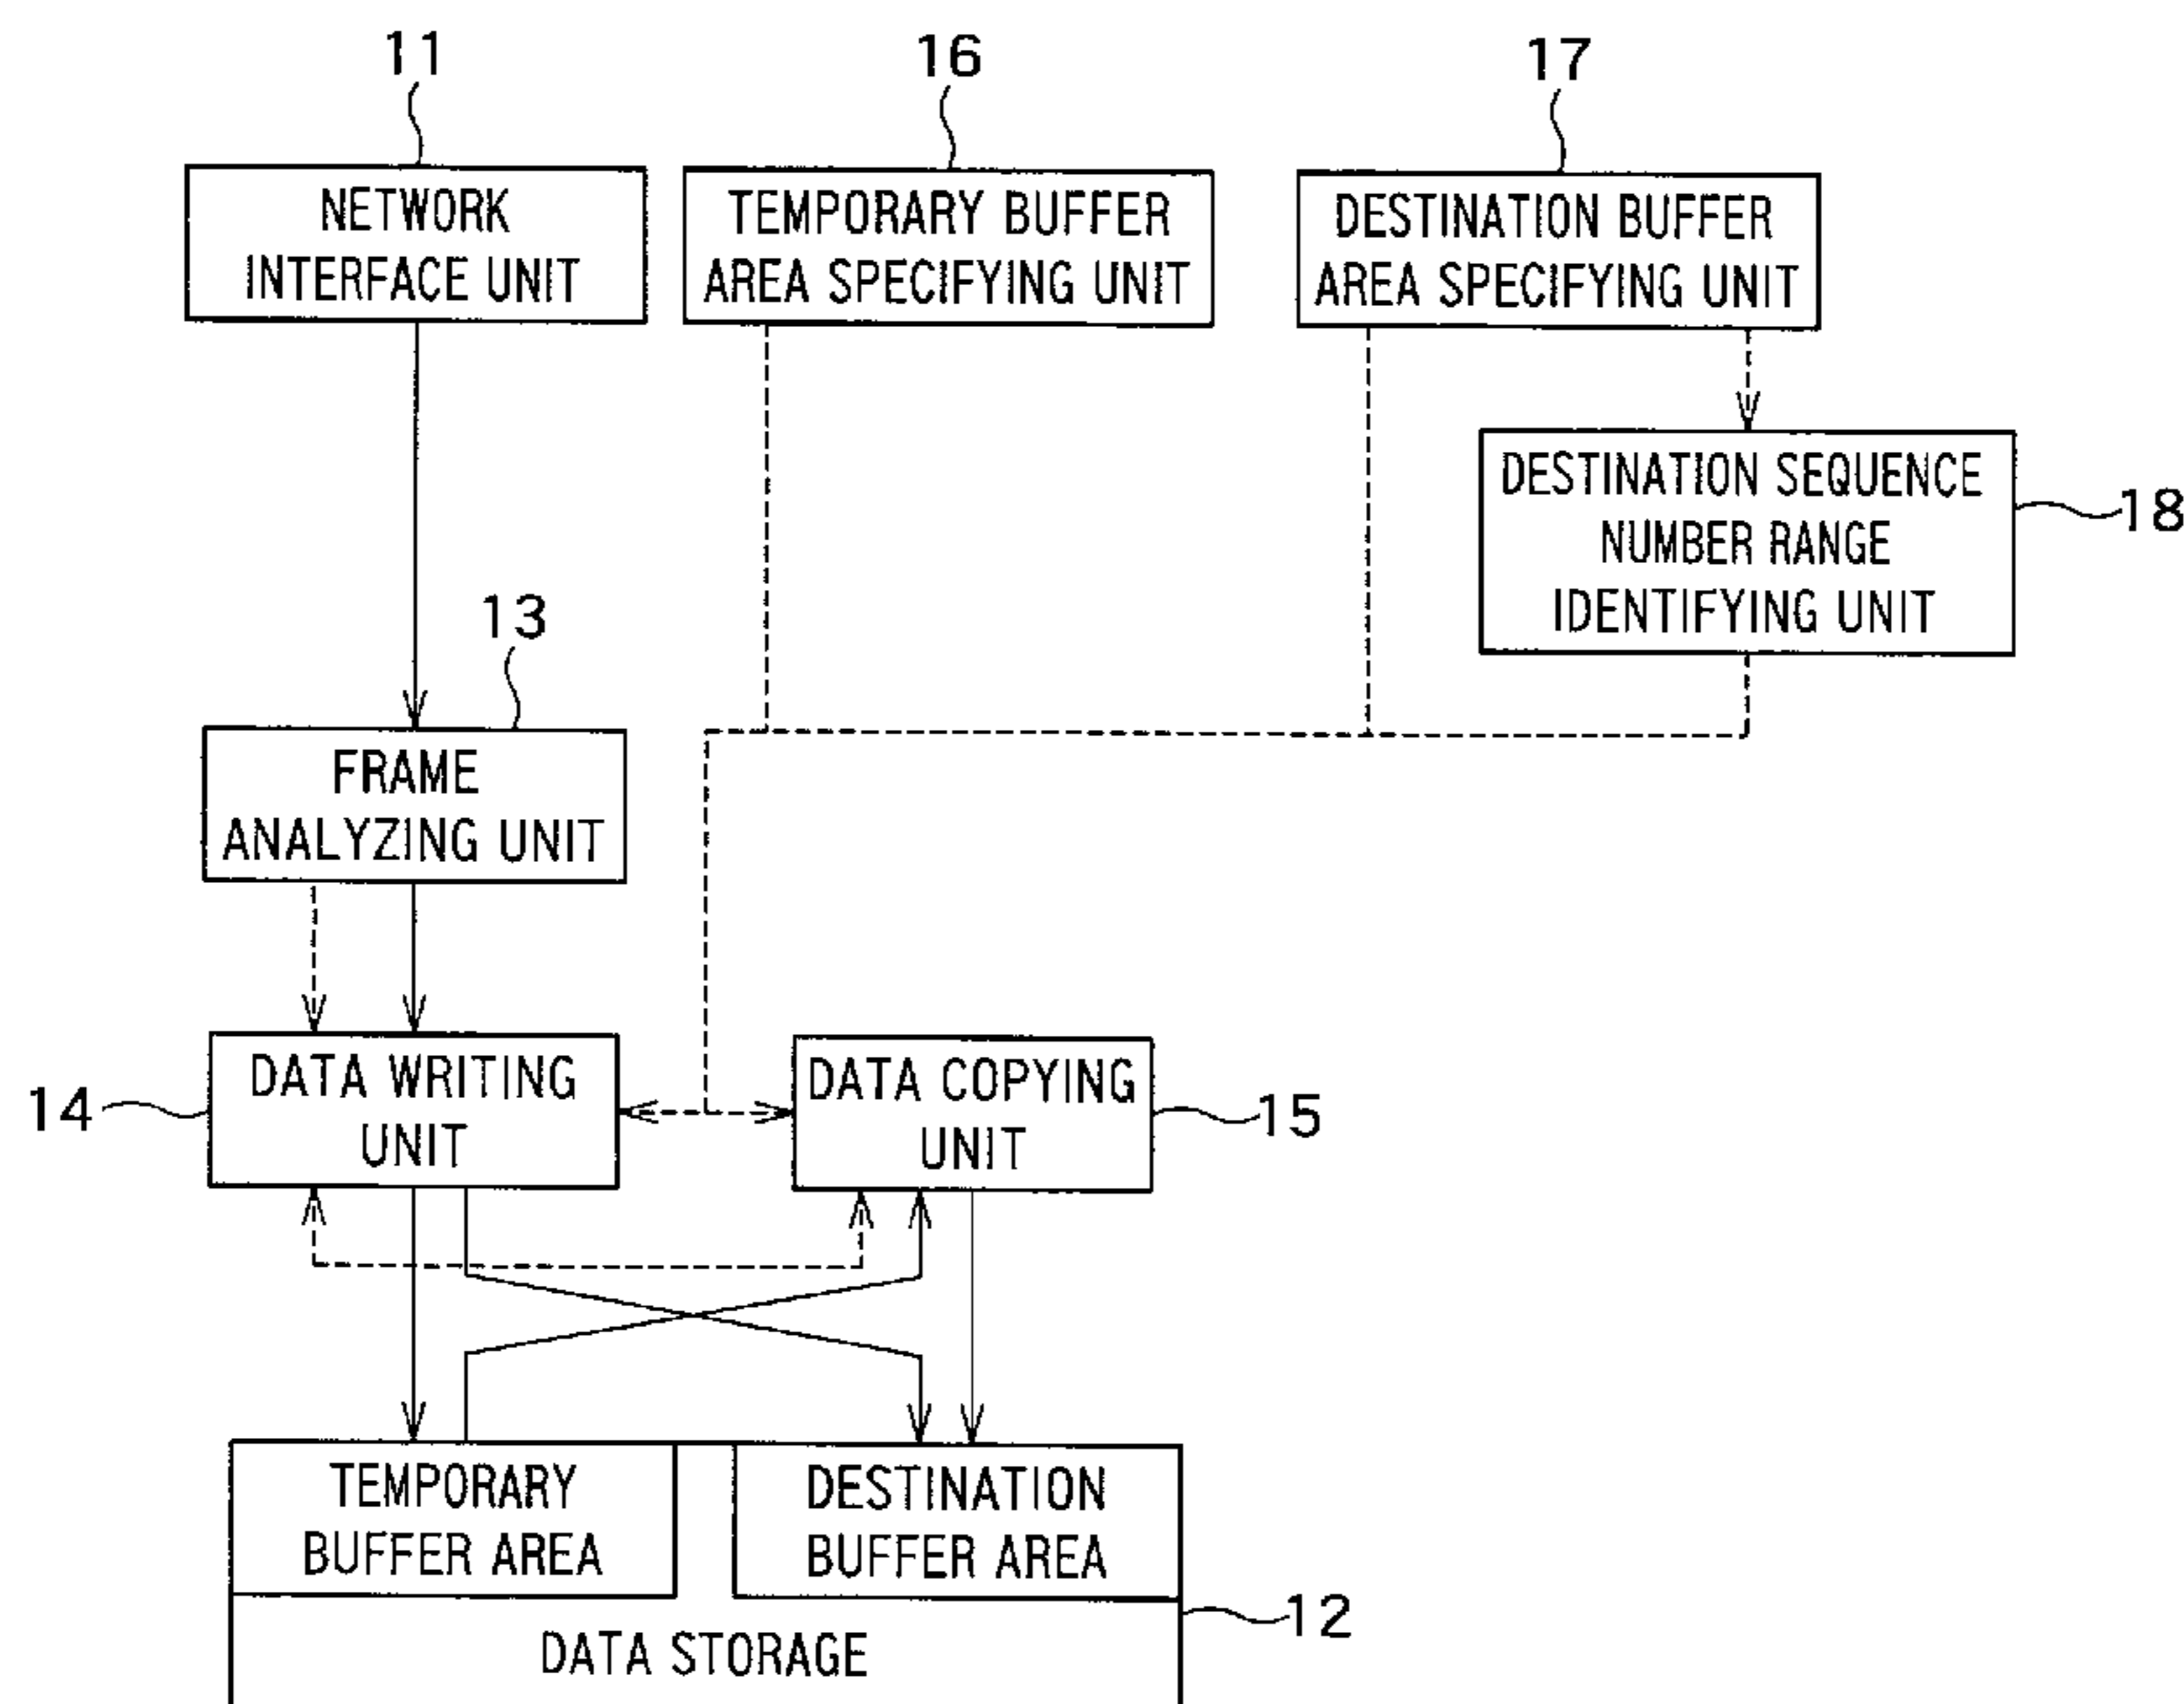 11
16
17
NETWORK
INTERFACE UNIT
TEMPORARY BUFFER
AREA SPECIFYING UNIT
DESTINATION BUFFER
AREA SPECIFYING UNIT
DESTINATION SEQUENCE
NUMBER RANGE
IDENTIFYING UNIT
18
13
FRAME
ANALYZING UNIT
14
DATA WRITING
UNIT
DATA COPYING
UNIT
15
TEMPORARY
BUFFER AREA
DESTINATION
BUFFER AREA
12
DATA STORAGE